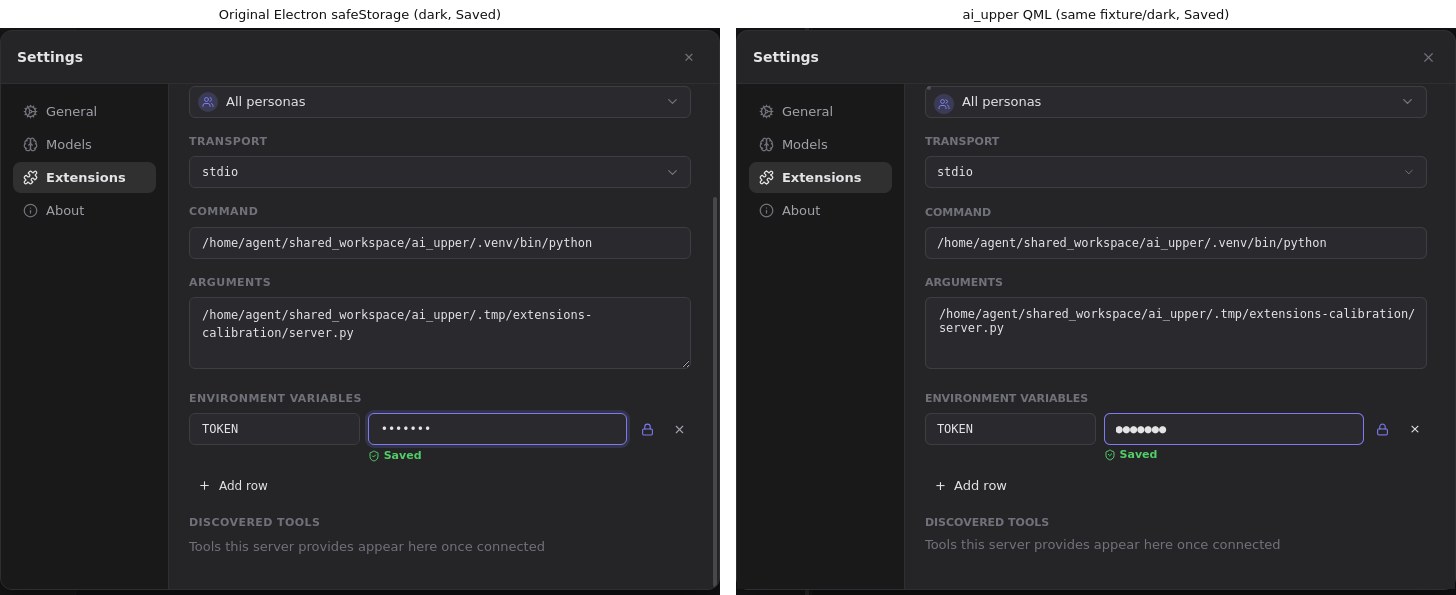 Original Electron safeStorage (dark, Saved)
Settings
General
Models
Extensions
About
All personas
TRANSPORT
stdio
COMMAND
/home/agent/shared_workspace/ai_upper/.venv/bin/python
ARGUMENTS
/home/agent/shared_workspace/ai_upper/.tmp/extensions-
calibration/server.py
ENVIRONMENT VARIABLES
TOKEN •••••••
Saved
+ Add row
DISCOVERED TOOLS
Tools this server provides appear here once connected
ai_upper QML (same fixture/dark, Saved)
Settings
General
Models
Extensions
About
All personas
TRANSPORT
stdio
COMMAND
/home/agent/shared_workspace/ai_upper/.venv/bin/python
ARGUMENTS
/home/agent/shared_workspace/ai_upper/.tmp/extensions-calibration/
server.py
ENVIRONMENT VARIABLES
TOKEN ●●●●●●●
Saved
+ Add row
DISCOVERED TOOLS
Tools this server provides appear here once connected